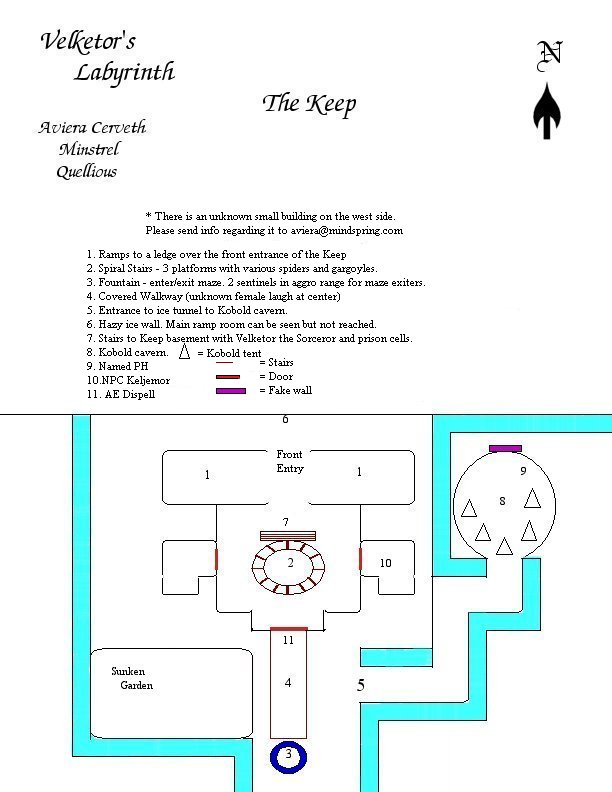 Velketor's
Labyrinth
N
The Keep
Aviera Cerveth
Minstrel
Quellious
* There is an unknown small building on the west side.
Please send info regarding it to aviera@mindspring.com
1. Ramps to a ledge over the front entrance of the Keep
2. Spiral Stairs - 3 platforms with various spiders and gargoyles.
3. Fountain - enter/exit maze. 2 sentinels in aggro range for maze exiters.
4. Covered Walkway (unknown female laugh at center)
5. Entrance to ice tunnel to Kobold cavern.
6. Hazy ice wall. Main ramp room can be seen but not reached.
7. Stairs to Keep basement with Velketor the Sorceror and prison cells.
8. Kobold cavern. = Kobold tent
9. Named PH = Stairs
10.NPC Keljemor = Door
11. AE Dispell = Fake wall
6
Front
Entry
1
1
9
8
7
2
10
11
Sunken
Garden
4
5
3